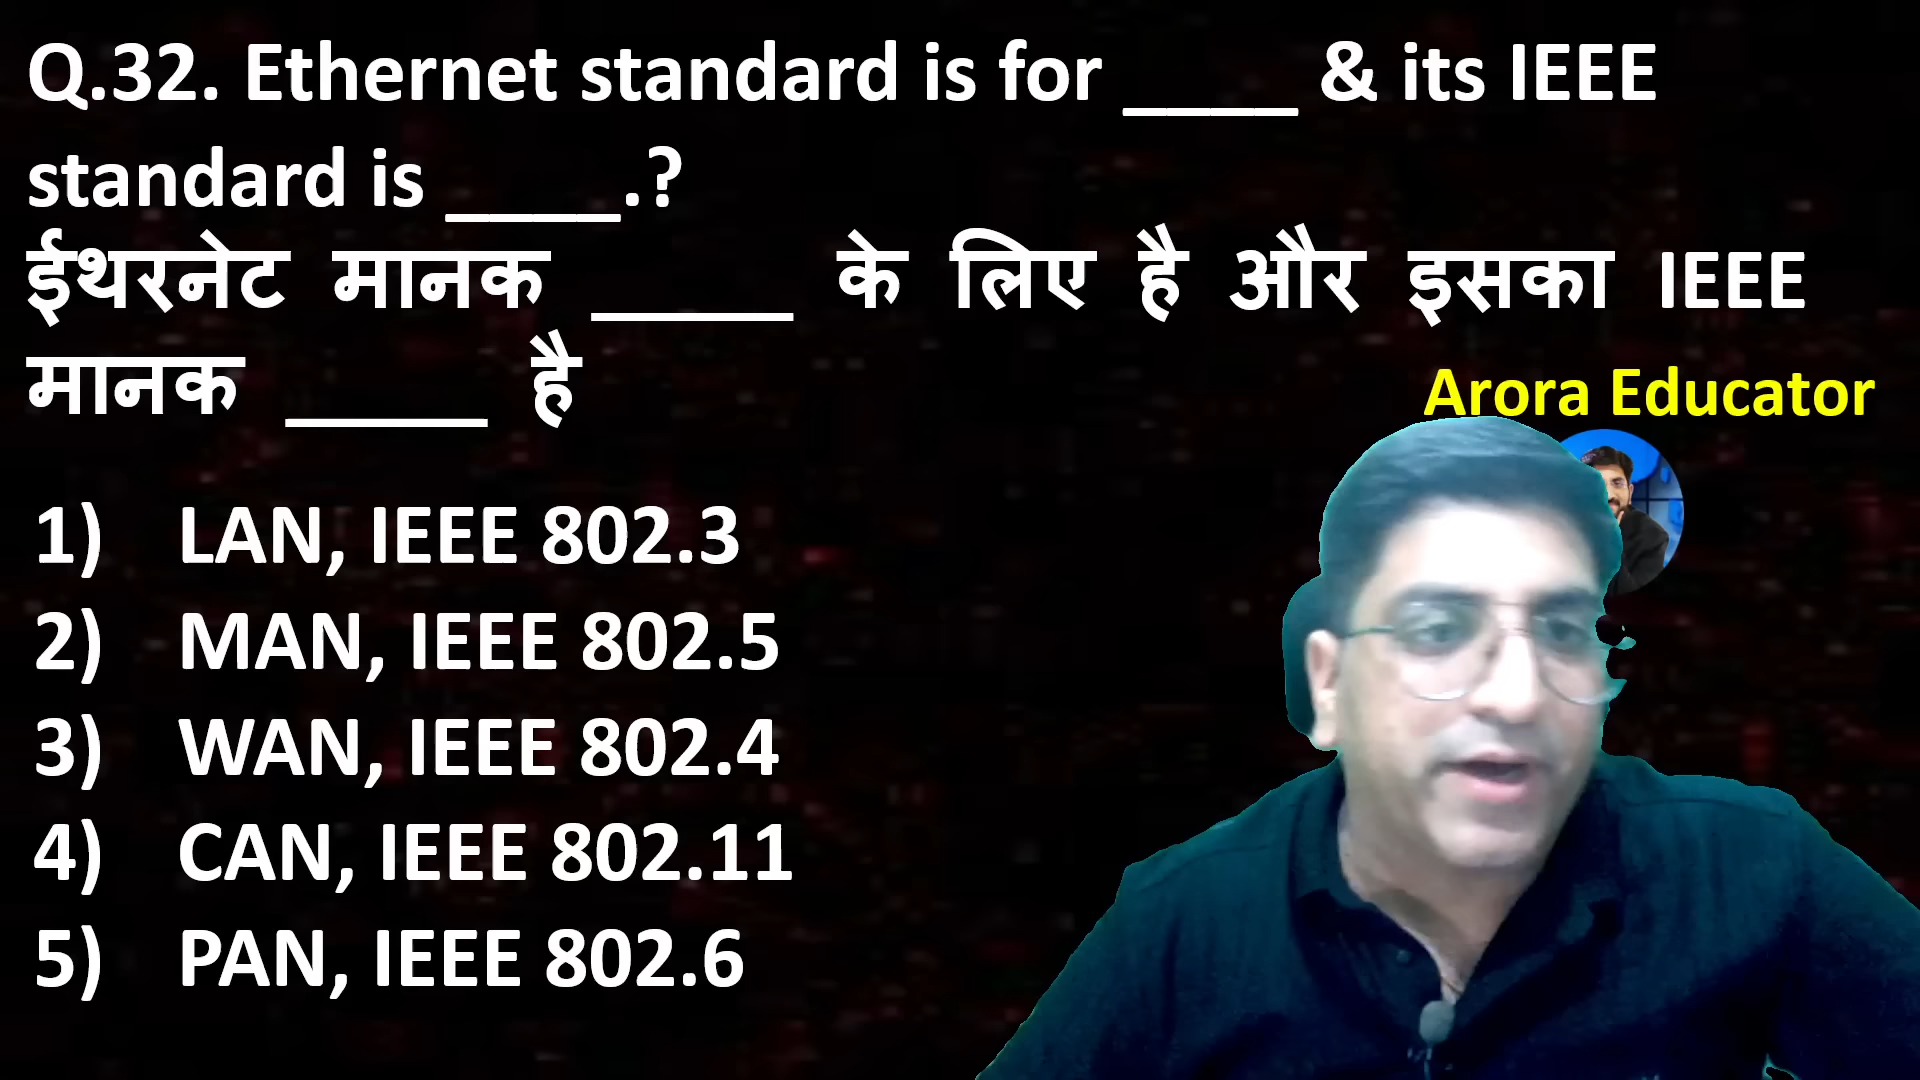 Q.32. Ethernet standard is for ____ & its IEEE
standard is ____.?
ईथरनेट मानक _____ के लिए है और इसका IEEE
मानक _____ है
Arora Educator
1) LAN, IEEE 802.3
2) MAN, IEEE 802.5
3) WAN, IEEE 802.4
4) CAN, IEEE 802.11
5) PAN, IEEE 802.6